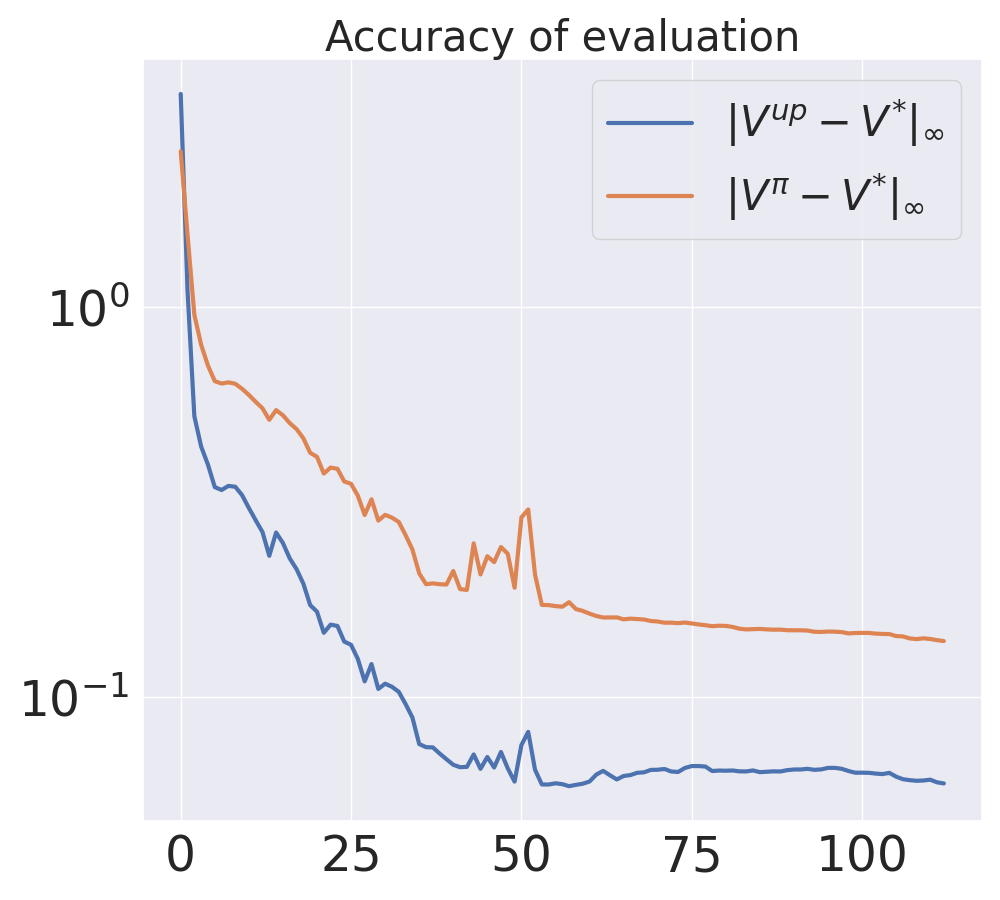 Accuracy of evaluation
|V^{up} − V^*|_∞
|V^π − V^*|_∞
10^0
10^{−1}
0 25 50 75 100